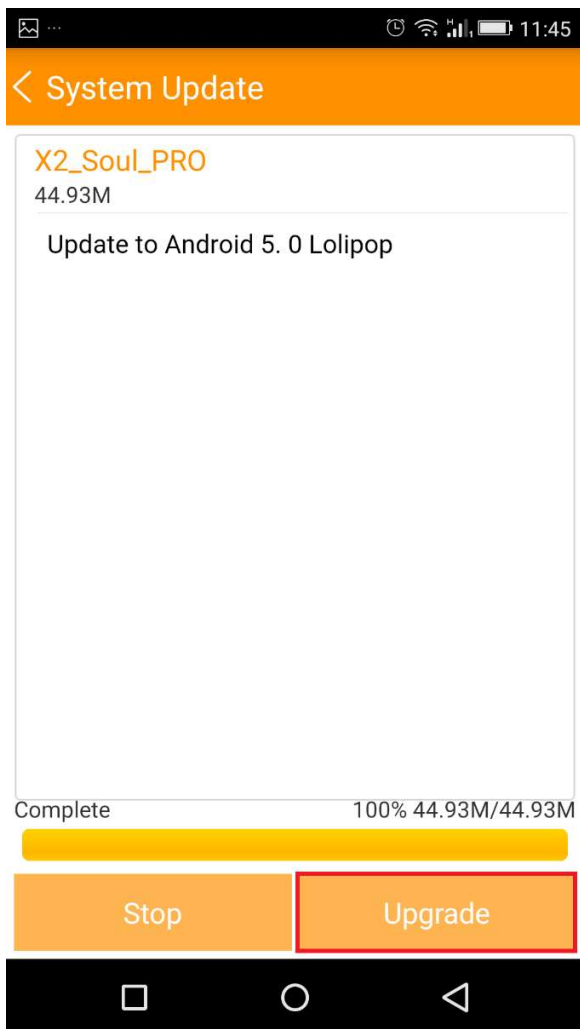 11:45
System Update
X2_Soul_PRO
44.93M
Update to Android 5. 0 Lolipop
Complete 100% 44.93M/44.93M
Stop Upgrade